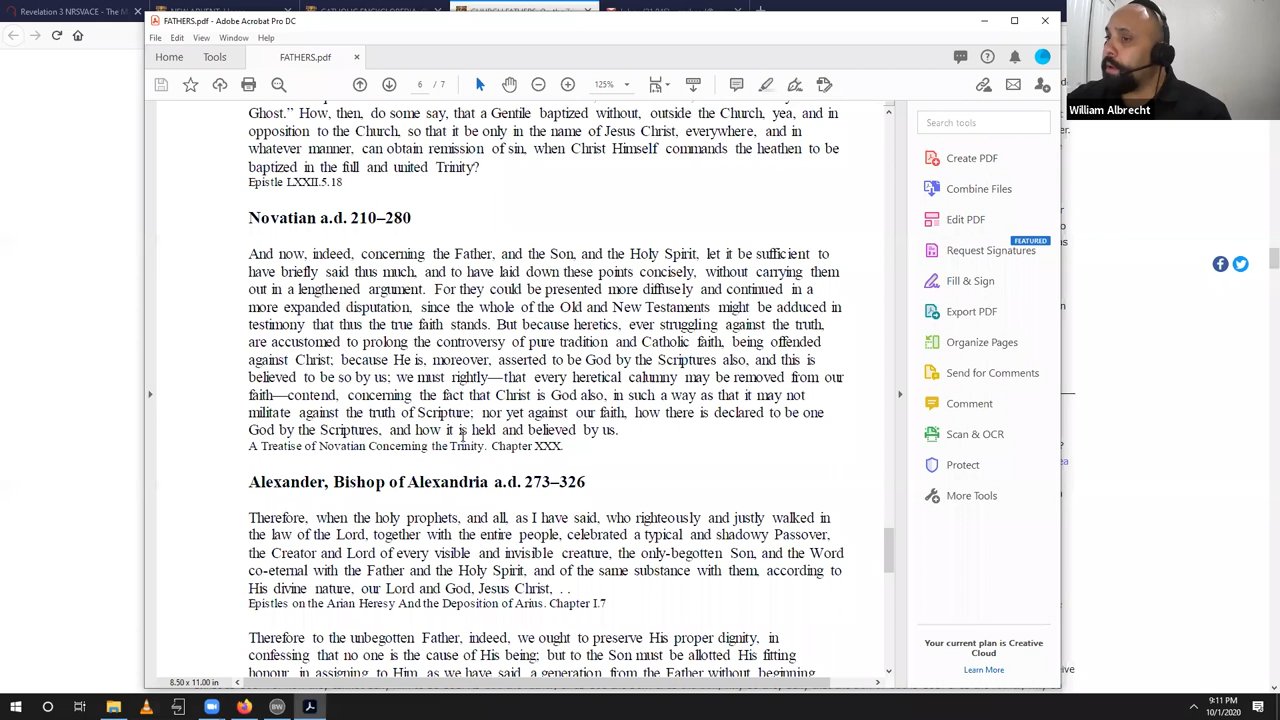 Revelation 3 NRSVACE
FATHERS.pdf - Adobe Acrobat Pro DC
File Edit View Window Help
Home Tools FATHERS.pdf
6 / 7 125%
William Albrecht
Ghost.” How, then, do some say, that a Gentile baptized without, outside the Church, yea, and in
opposition to the Church, so that it be only in the name of Jesus Christ, everywhere, and in
whatever manner, can obtain remission of sin, when Christ Himself commands the heathen to be
baptized in the full and united Trinity?
Epistle LXXII.5.18
Novatian a.d. 210–280
And now, indeed, concerning the Father, and the Son, and the Holy Spirit, let it be sufficient to
have briefly said thus much, and to have laid down these points concisely, without carrying them
out in a lengthened argument. For they could be presented more diffusely and continued in a
more expanded disputation, since the whole of the Old and New Testaments might be adduced in
testimony that thus the true faith stands. But because heretics, ever struggling against the truth,
are accustomed to prolong the controversy of pure tradition and Catholic faith, being offended
against Christ; because He is, moreover, asserted to be God by the Scriptures also, and this is
believed to be so by us; we must rightly—that every heretical calumny may be removed from our
faith—contend, concerning the fact that Christ is God also, in such a way as that it may not
militate against the truth of Scripture; nor yet against our faith, how there is declared to be one
God by the Scriptures, and how it is held and believed by us.
A Treatise of Novatian Concerning the Trinity. Chapter XXX.
Alexander, Bishop of Alexandria a.d. 273–326
Therefore, when the holy prophets, and all, as I have said, who righteously and justly walked in
the law of the Lord, together with the entire people, celebrated a typical and shadowy Passover,
the Creator and Lord of every visible and invisible creature, the only-begotten Son, and the Word
co-eternal with the Father and the Holy Spirit, and of the same substance with them, according to
His divine nature, our Lord and God, Jesus Christ, . .
Epistles on the Arian Heresy And the Deposition of Arius. Chapter I.7
Therefore to the unbegotten Father, indeed, we ought to preserve His proper dignity, in
confessing that no one is the cause of His being; but to the Son must be allotted His fitting
honour, in assigning to Him, as we have said, a generation from the Father without beginning
8.50 x 11.00 in
Search tools
Create PDF
Combine Files
Edit PDF
FEATURED
Request Signatures
Fill & Sign
Export PDF
Organize Pages
Send for Comments
Comment
Scan & OCR
Protect
More Tools
Your current plan is Creative
Cloud
Learn More
9:11 PM
10/1/2020